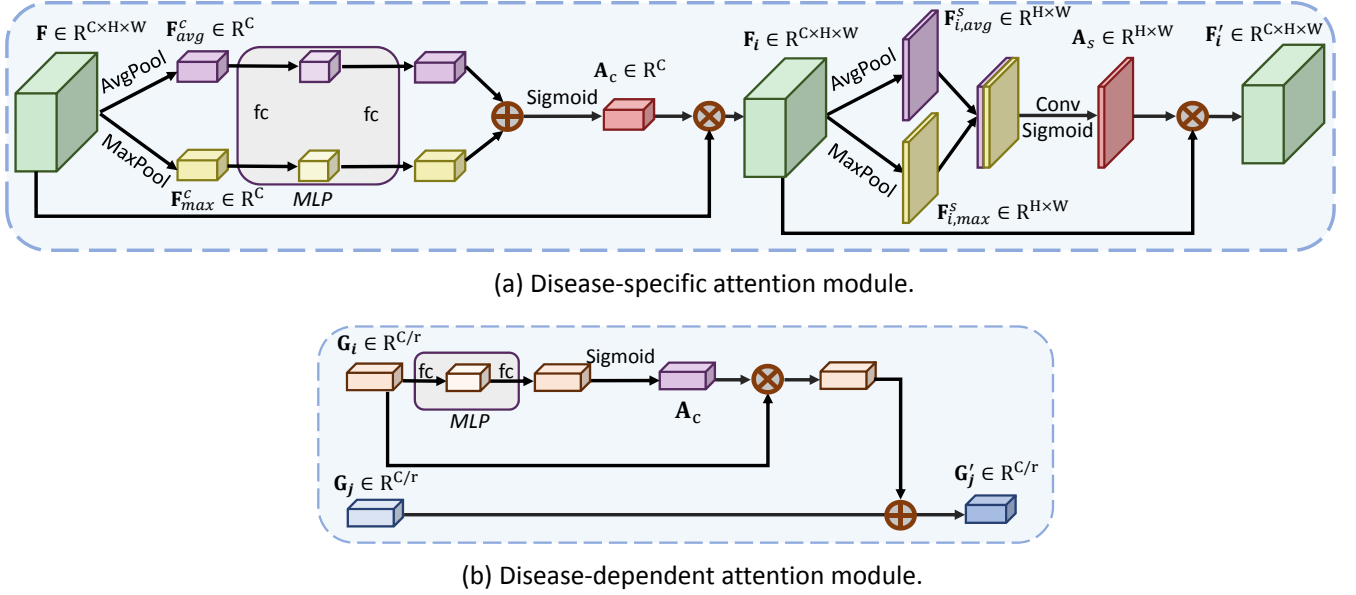 F ∈ R^{C×H×W}
F^c_{avg} ∈ R^C
AvgPool
MaxPool
fc
fc
F^c_{max} ∈ R^C
MLP
Sigmoid
A_c ∈ R^C
F_i ∈ R^{C×H×W}
F^s_{i,avg} ∈ R^{H×W}
AvgPool
MaxPool
F^s_{i,max} ∈ R^{H×W}
Conv
Sigmoid
A_s ∈ R^{H×W}
F'_i ∈ R^{C×H×W}
(a) Disease-specific attention module.
G_i ∈ R^{C/r}
fc
fc
MLP
Sigmoid
A_c
G_j ∈ R^{C/r}
G'_j ∈ R^{C/r}
(b) Disease-dependent attention module.